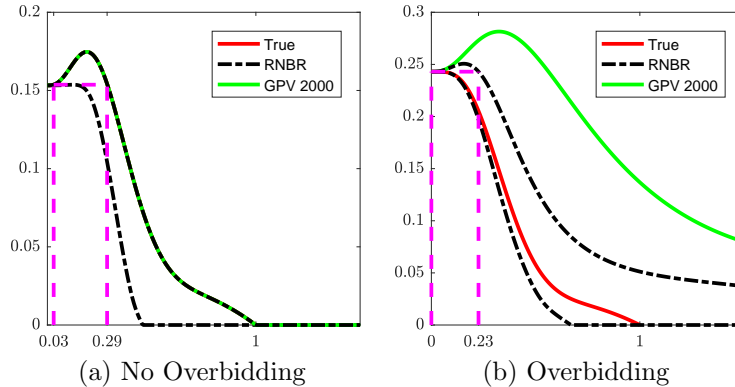 0.2
0.15
0.1
0.05
0
0.03
0.29
1
True
RNBR
GPV 2000
(a) No Overbidding
0.3
0.25
0.2
0.15
0.1
0.05
0
0
0.23
1
True
RNBR
GPV 2000
(b) Overbidding